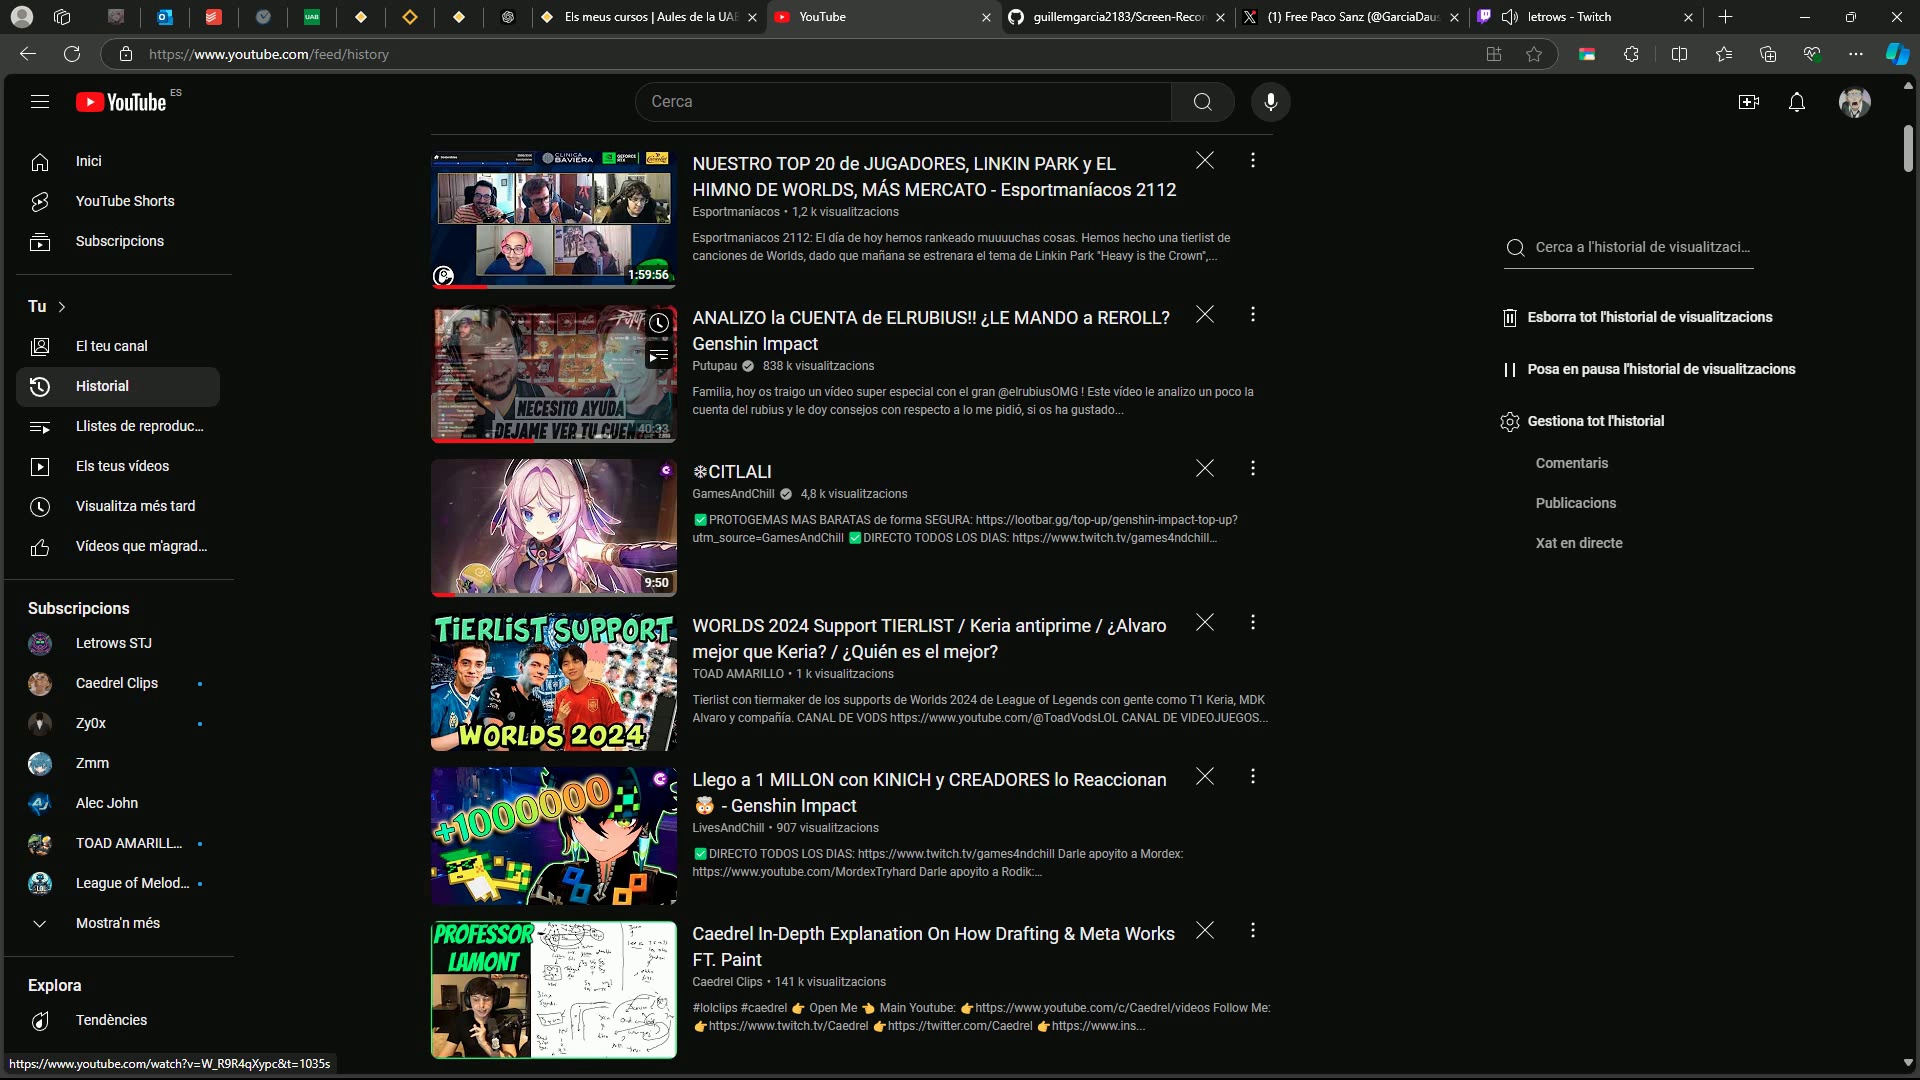 UAB
Els meus cursos | Aules de la UAB
YouTube
guillemgarcia2183/Screen-Recor
(1) Free Paco Sanz (@GarciaDaus
letrows - Twitch
https://www.youtube.com/feed/history
YouTube ES
Cerca
Inici
YouTube Shorts
Subscripcions
Tu
El teu canal
Historial
Llistes de reproduc...
Els teus vídeos
Visualitza més tard
Vídeos que m'agrad...
Subscripcions
Letrows STJ
Caedrel Clips
Zy0x
Zmm
Alec John
TOAD AMARILL...
League of Melod...
Mostra'n més
Explora
Tendències
https://www.youtube.com/watch?v=W_R9R4qXypc&t=1035s
CLINICA BAVIERA
1:59:56
NUESTRO TOP 20 de JUGADORES, LINKIN PARK y EL
HIMNO DE WORLDS, MÁS MERCATO - Esportmaníacos 2112
Esportmaníacos • 1,2 k visualitzacions
Esportmaniacos 2112: El día de hoy hemos rankeado muuuuchas cosas. Hemos hecho una tierlist de
canciones de Worlds, dado que mañana se estrenara el tema de Linkin Park "Heavy is the Crown",...
NECESITO AYUDA
DEJAME VER TU CUEN
40:33
ANALIZO la CUENTA de ELRUBIUS!! ¿LE MANDO a REROLL?
Genshin Impact
Putupau 838 k visualitzacions
Familia, hoy os traigo un vídeo super especial con el gran @elrubiusOMG ! Este vídeo le analizo un poco la
cuenta del rubius y le doy consejos con respecto a lo me pidió, si os ha gustado...
9:50
❄CITLALI
GamesAndChill 4,8 k visualitzacions
✅PROTOGEMAS MAS BARATAS de forma SEGURA: https://lootbar.gg/top-up/genshin-impact-top-up?
utm_source=GamesAndChill ✅DIRECTO TODOS LOS DIAS: https://www.twitch.tv/games4ndchill...
TIERLIST SUPPORT
WORLDS 2024
WORLDS 2024 Support TIERLIST / Keria antiprime / ¿Alvaro
mejor que Keria? / ¿Quién es el mejor?
TOAD AMARILLO • 1 k visualitzacions
Tierlist con tiermaker de los supports de Worlds 2024 de League of Legends con gente como T1 Keria, MDK
Alvaro y compañía. CANAL DE VODS https://www.youtube.com/@ToadVodsLOL CANAL DE VIDEOJUEGOS...
+1000000
Llego a 1 MILLON con KINICH y CREADORES lo Reaccionan
🤯 - Genshin Impact
LivesAndChill • 907 visualitzacions
✅DIRECTO TODOS LOS DIAS: https://www.twitch.tv/games4ndchill Darle apoyito a Mordex:
https://www.youtube.com/MordexTryhard Darle apoyito a Rodik:...
PROFESSOR
LAMONT
Caedrel In-Depth Explanation On How Drafting & Meta Works
FT. Paint
Caedrel Clips • 141 k visualitzacions
#lolclips #caedrel 👉 Open Me 👈 Main Youtube: 👉https://www.youtube.com/c/Caedrel/videos Follow Me:
👉https://www.twitch.tv/Caedrel 👉https://twitter.com/Caedrel 👉https://www.ins...
Cerca a l'historial de visualitzaci...
Esborra tot l'historial de visualitzacions
Posa en pausa l'historial de visualitzacions
Gestiona tot l'historial
Comentaris
Publicacions
Xat en directe